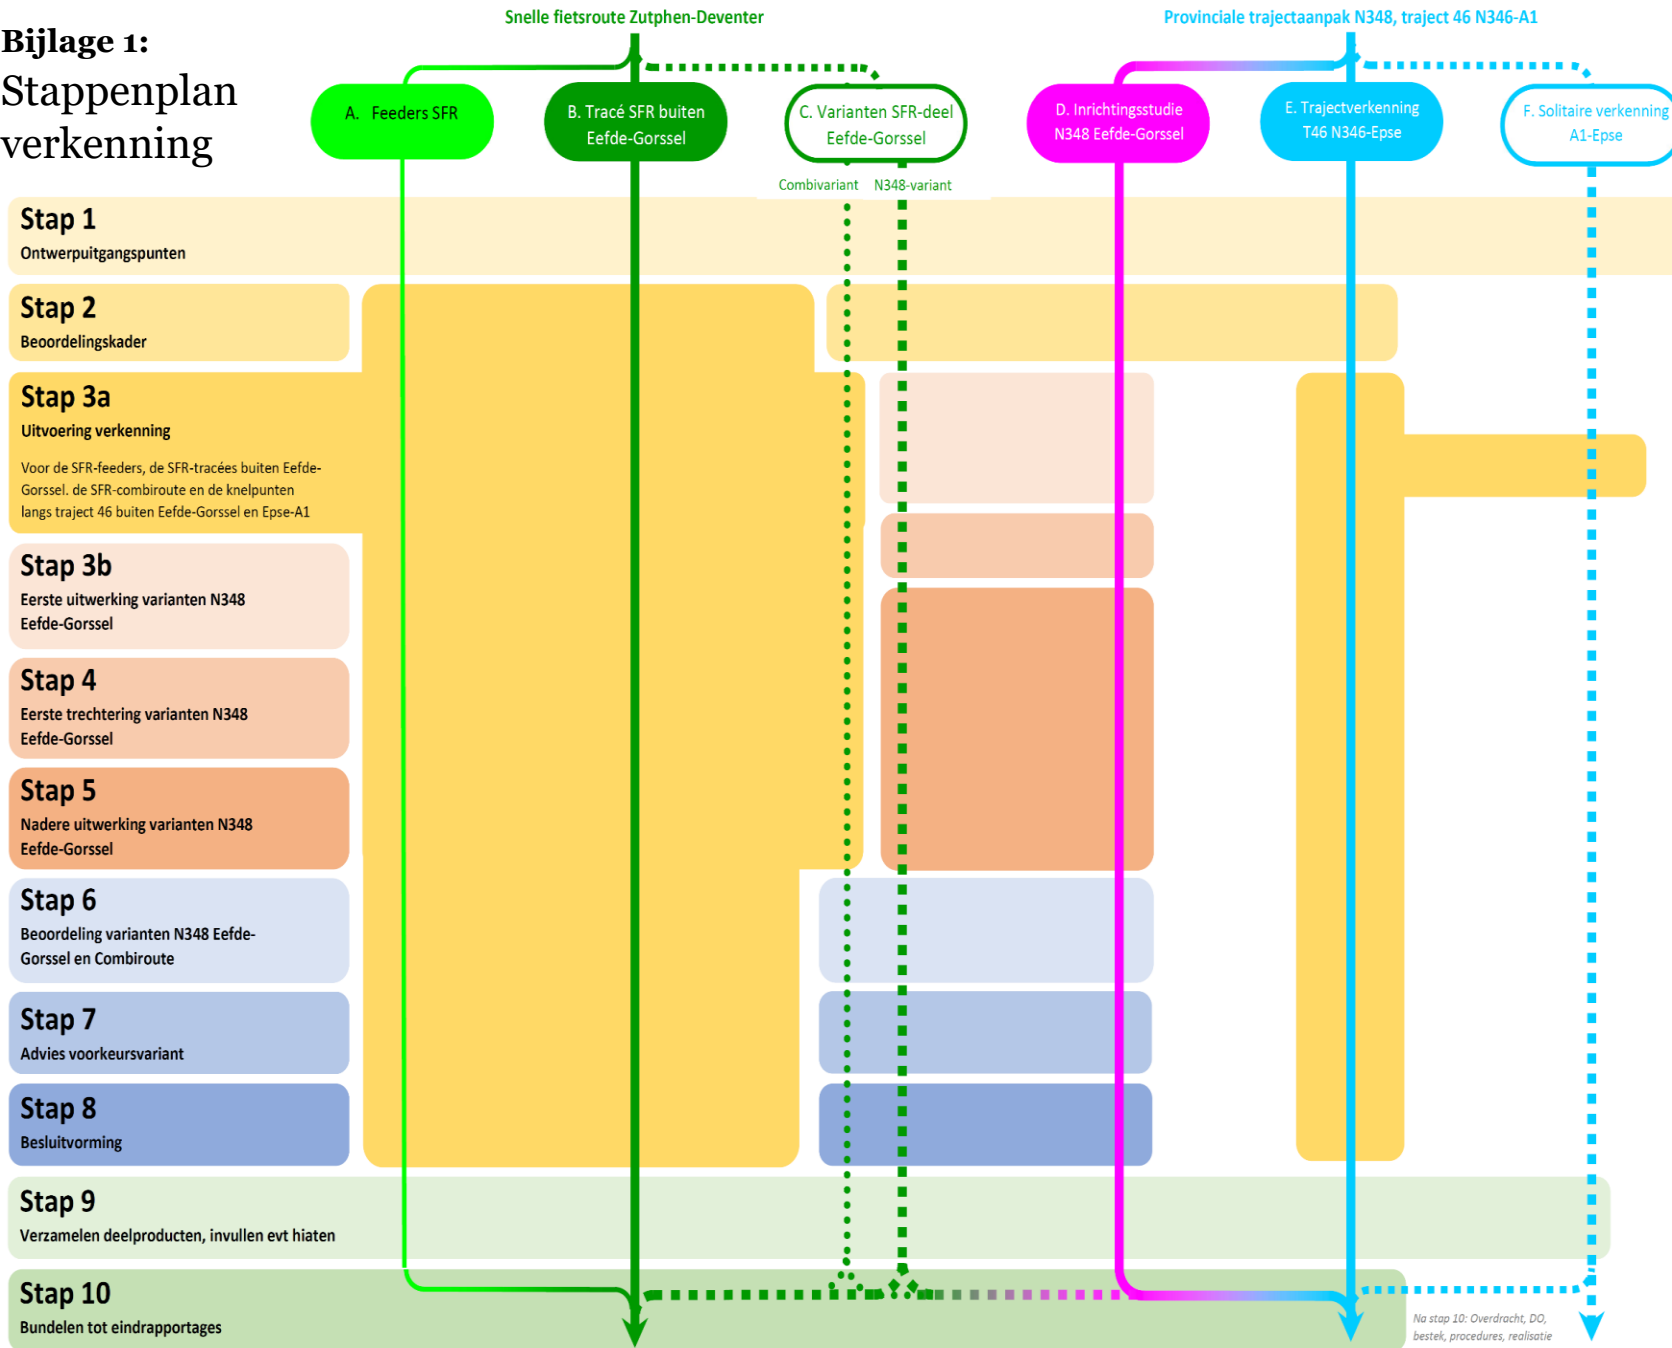 Bijlage 1:
Stappenplan
verkenning
Snelle fietsroute Zutphen-Deventer
Provinciale trajectaanpak N348, traject 46 N346-A1
A. Feeders SFR
B. Tracé SFR buiten
Eefde-Gorssel
C. Varianten SFR-deel
Eefde-Gorssel
D. Inrichtingsstudie
N348 Eefde-Gorssel
E. Trajectverkenning
T46 N346-Epse
F. Solitaire verkenning
A1-Epse
Combivariant
N348-variant
Stap 1
Ontwerpuitgangspunten
Stap 2
Beoordelingskader
Stap 3a
Uitvoering verkenning
Voor de SFR-feeders, de SFR-tracées buiten Eefde-
Gorssel. de SFR-combiroute en de knelpunten
langs traject 46 buiten Eefde-Gorssel en Epse-A1
Stap 3b
Eerste uitwerking varianten N348
Eefde-Gorssel
Stap 4
Eerste trechtering varianten N348
Eefde-Gorssel
Stap 5
Nadere uitwerking varianten N348
Eefde-Gorssel
Stap 6
Beoordeling varianten N348 Eefde-
Gorssel en Combiroute
Stap 7
Advies voorkeursvariant
Stap 8
Besluitvorming
Stap 9
Verzamelen deelproducten, invullen evt hiaten
Stap 10
Bundelen tot eindrapportages
Na stap 10: Overdracht, DO,
bestek, procedures, realisatie